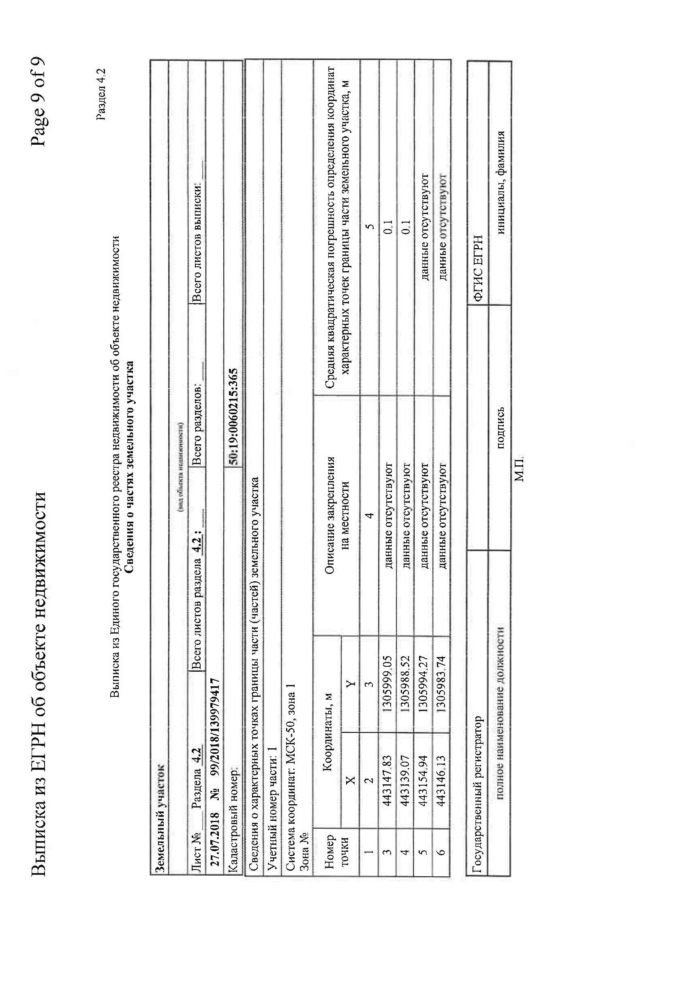 Выписка из ЕГРН об объекте недвижимости Page 9 of 9
Раздел 4.2
Выписка из Единого государственного реестра недвижимости об объекте недвижимости
Сведения о частях земельного участка
Земельный участок
(вид объекта недвижимости)
Лист № ___ Раздела 4.2 Всего листов раздела 4.2 : ___ Всего разделов: ___ Всего листов выписки: ___
27.07.2018 № 99/2018/139979417
Кадастровый номер: 50:19:0060215:365
Сведения о характерных точках границы части (частей) земельного участка
Учетный номер части: 1
Система координат: МСК-50, зона 1
Зона №
Номер точки Координаты, м Описание закрепления на местности Средняя квадратическая погрешность определения координат характерных точек границы части земельного участка, м
X Y
1 2 3 4 5
3 443147.83 1305999.05 данные отсутствуют 0.1
4 443139.07 1305988.52 данные отсутствуют 0.1
5 443154.94 1305994.27 данные отсутствуют данные отсутствуют
6 443146.13 1305983.74 данные отсутствуют данные отсутствуют
Государственный регистратор ФГИС ЕГРН
полное наименование должности подпись инициалы, фамилия
М.П.